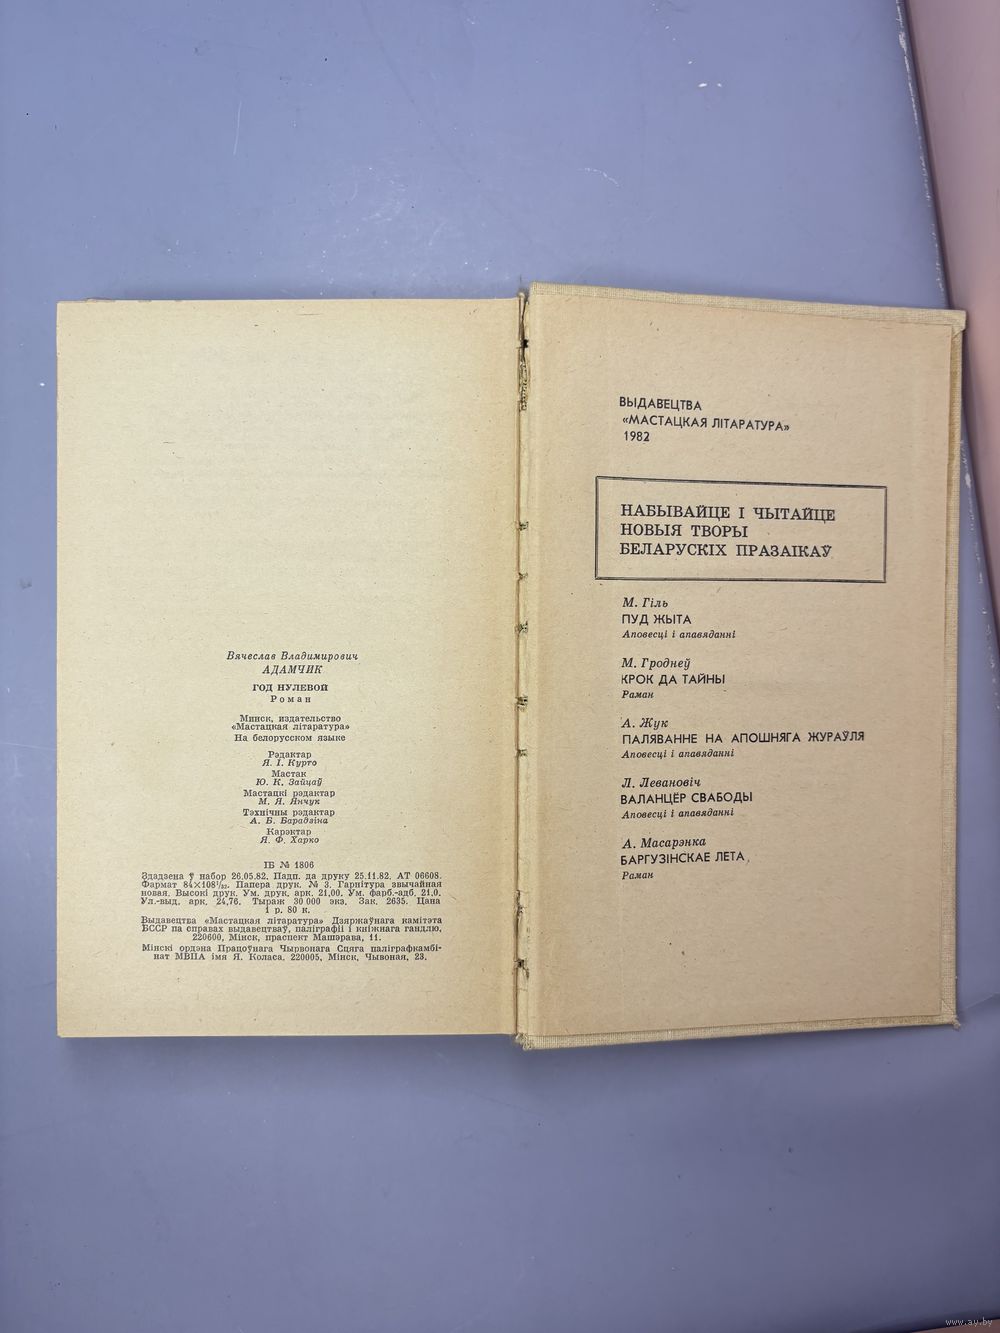 Вячеслав Владимирович
АДАМЧИК
ГОД НУЛЕВОЙ
Роман
Минск, издательство
«Мастацкая літаратура»
На белорусском языке
Рэдактар
Я. І. Курто
Мастак
Ю. К. Зайцаў
Мастацкі рэдактар
М. Я. Янчук
Тэхнічны рэдактар
А. Б. Барадзіна
Карэктар
Я. Ф. Харко
ІБ № 1806
Здадзена ў набор 26.05.82. Падп. да друку 25.11.82. АТ 06608.
Фармат 84×108¹/₃₂. Папера друк. № 3. Гарнітура звычайная
новая. Высокі друк. Ум. друк. арк. 21,00. Ум. фарб.-адб. 21,0.
Ул.-выд. арк. 24,76. Тыраж 30 000 экз. Зак. 2635. Цана
1 р. 80 к.
Выдавецтва «Мастацкая літаратура» Дзяржаўнага камітэта
БССР па справах выдавецтваў, паліграфіі і кніжнага гандлю.
220600, Мінск, праспект Машэрава, 11.
Мінскі ордэна Працоўнага Чырвонага Сцяга паліграфкамбі-
нат МВПА імя Я. Коласа. 220005, Мінск, Чывоная, 23.
ВЫДАВЕЦТВА
«МАСТАЦКАЯ ЛІТАРАТУРА»
1982
НАБЫВАЙЦЕ І ЧЫТАЙЦЕ
НОВЫЯ ТВОРЫ
БЕЛАРУСКІХ ПРАЗАІКАЎ
М. Гіль
ПУД ЖЫТА
Аповесці і апавяданні
М. Гроднеў
КРОК ДА ТАЙНЫ
Раман
А. Жук
ПАЛЯВАННЕ НА АПОШНЯГА ЖУРАЎЛЯ
Аповесці і апавяданні
Л. Левановіч
ВАЛАНЦЁР СВАБОДЫ
Аповесці і апавяданні
А. Масарэнка
БАРГУЗІНСКАЕ ЛЕТА
Раман
www.ay.by